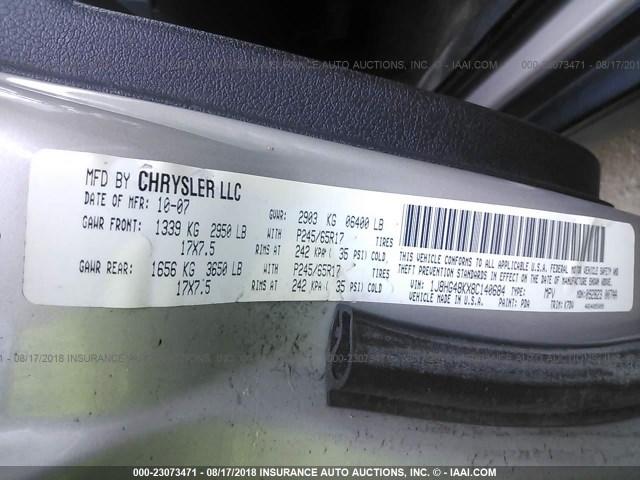 000-23073471 - 08/17/2018 INSURANCE AUTO AUCTIONS, INC. - © - IAAI.COM
MFD BY CHRYSLER LLC
DATE OF MFR: 10-07
GVWR: 2903 KG 06400 LB
GAWR FRONT: 1339 KG 2950 LB WITH P245/65R17 TIRES
17X7.5 RIMS AT 242 KPA( 35 PSI) COLD
GAWR REAR: 1656 KG 3650 LB WITH P245/65R17 TIRES
17X7.5 RIMS AT 242 KPA( 35 PSI) COLD
THIS VEHICLE CONFORMS TO ALL APPLICABLE U.S.A. FEDERAL MOTOR VEHICLE SAFETY AND
THEFT PREVENTION STANDARDS IN EFFECT ON THE DATE OF MANUFACTURE SHOWN ABOVE
VIN: 1J8HG48KX8C140684 TYPE: MPV
VEHICLE MADE IN U.S.A. PAINT: PDA TRIM:
000-23073471 - 08/17/2018 INSURANCE AUTO AUCTIONS, INC. - © - IAAI.COM